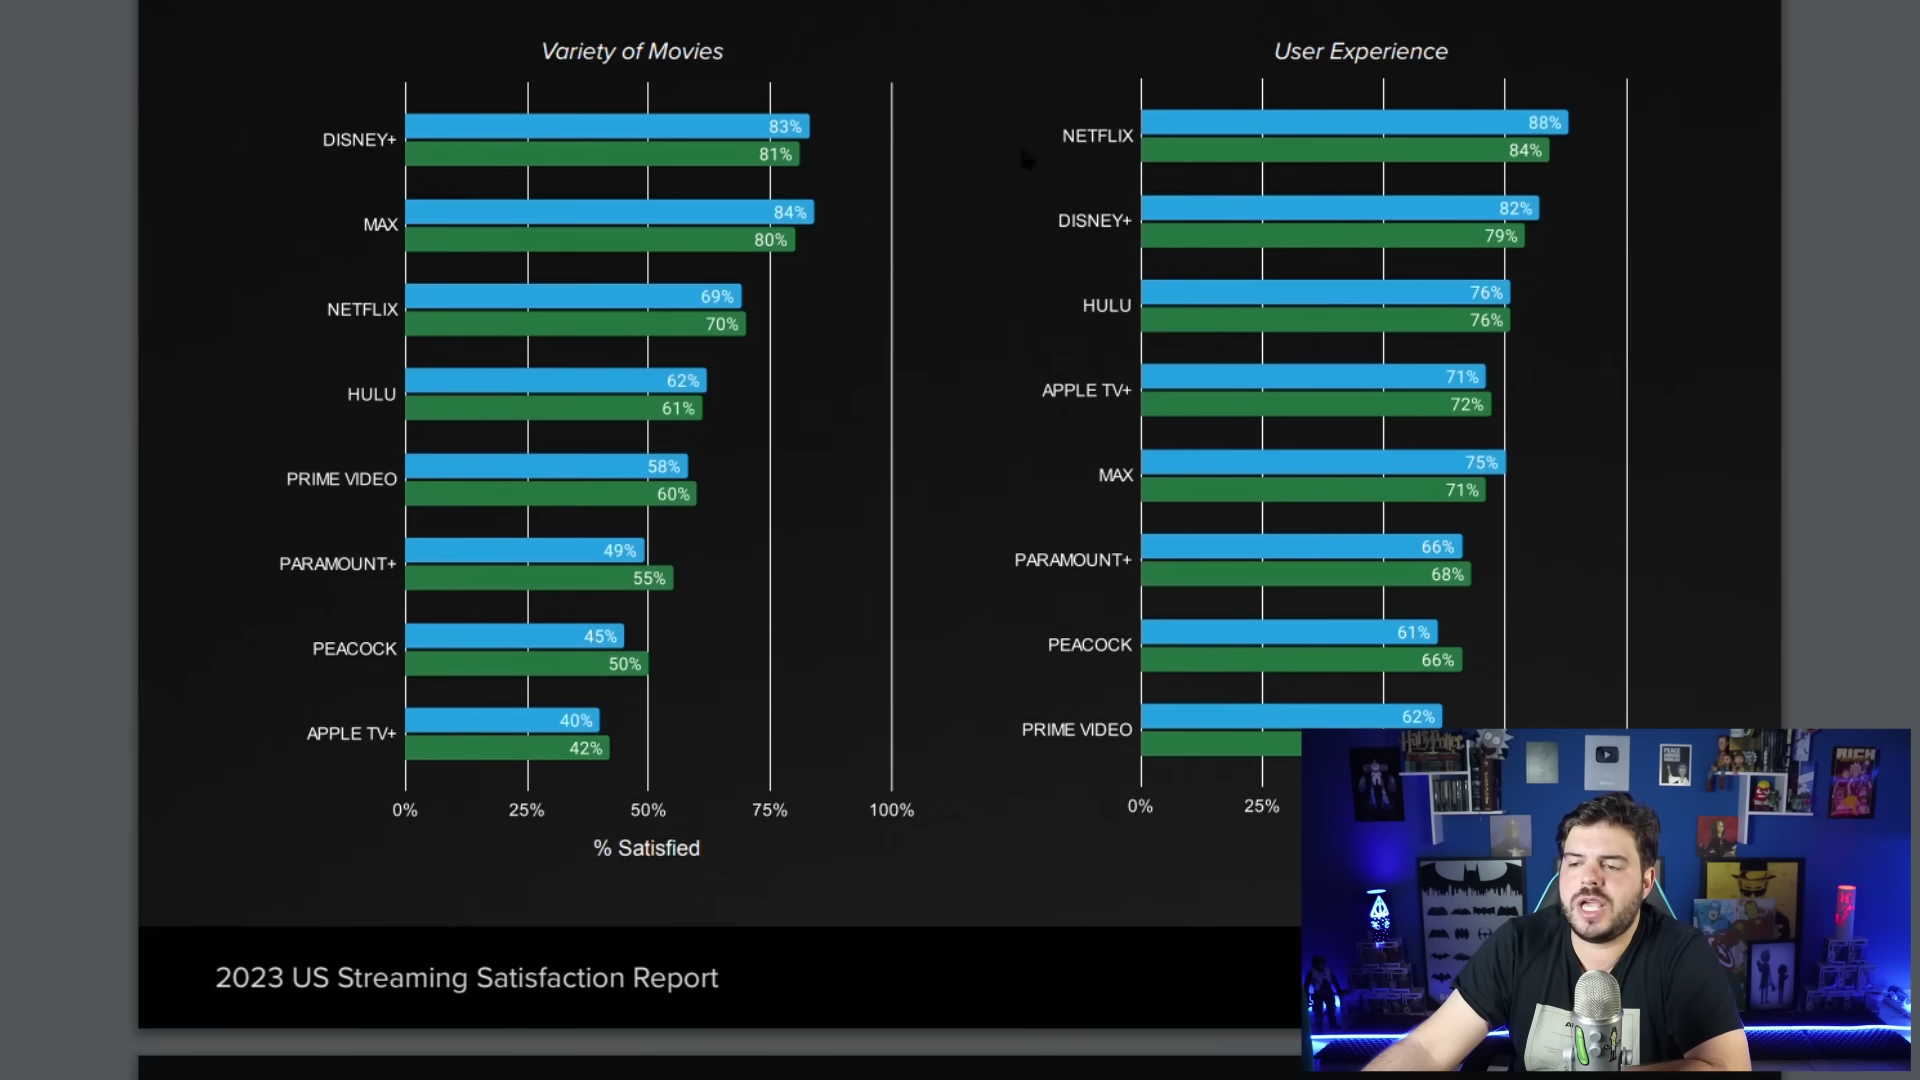 Variety of Movies
DISNEY+
83%
81%
MAX
84%
80%
NETFLIX
69%
70%
HULU
62%
61%
PRIME VIDEO
58%
60%
PARAMOUNT+
49%
55%
PEACOCK
45%
50%
APPLE TV+
40%
42%
0% 25% 50% 75% 100%
% Satisfied
User Experience
NETFLIX
88%
84%
DISNEY+
82%
79%
HULU
76%
76%
APPLE TV+
71%
72%
MAX
75%
71%
PARAMOUNT+
66%
68%
PEACOCK
61%
66%
PRIME VIDEO
62%
0% 25%
2023 US Streaming Satisfaction Report
Harry Potter
RICK